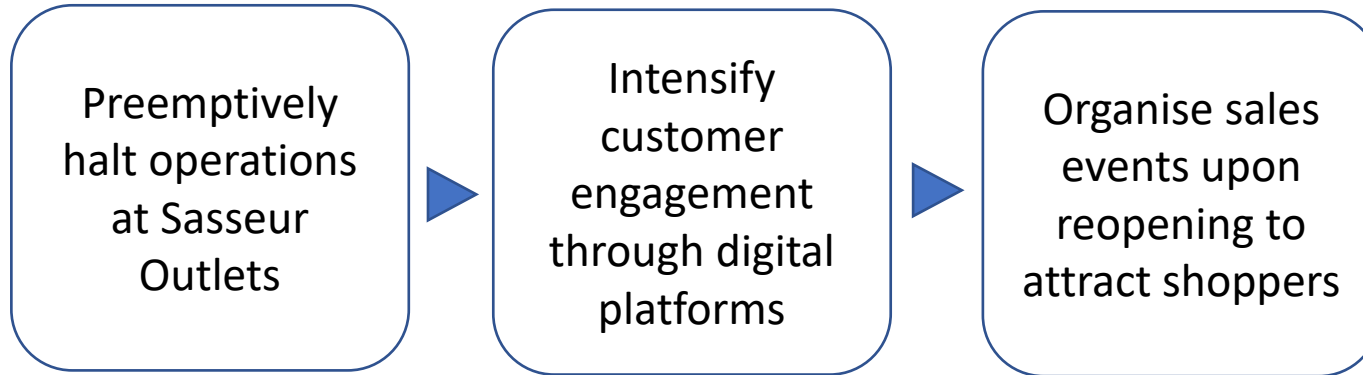 Preemptively
halt operations
at Sasseur
Outlets
Intensify
customer
engagement
through digital
platforms
Organise sales
events upon
reopening to
attract shoppers